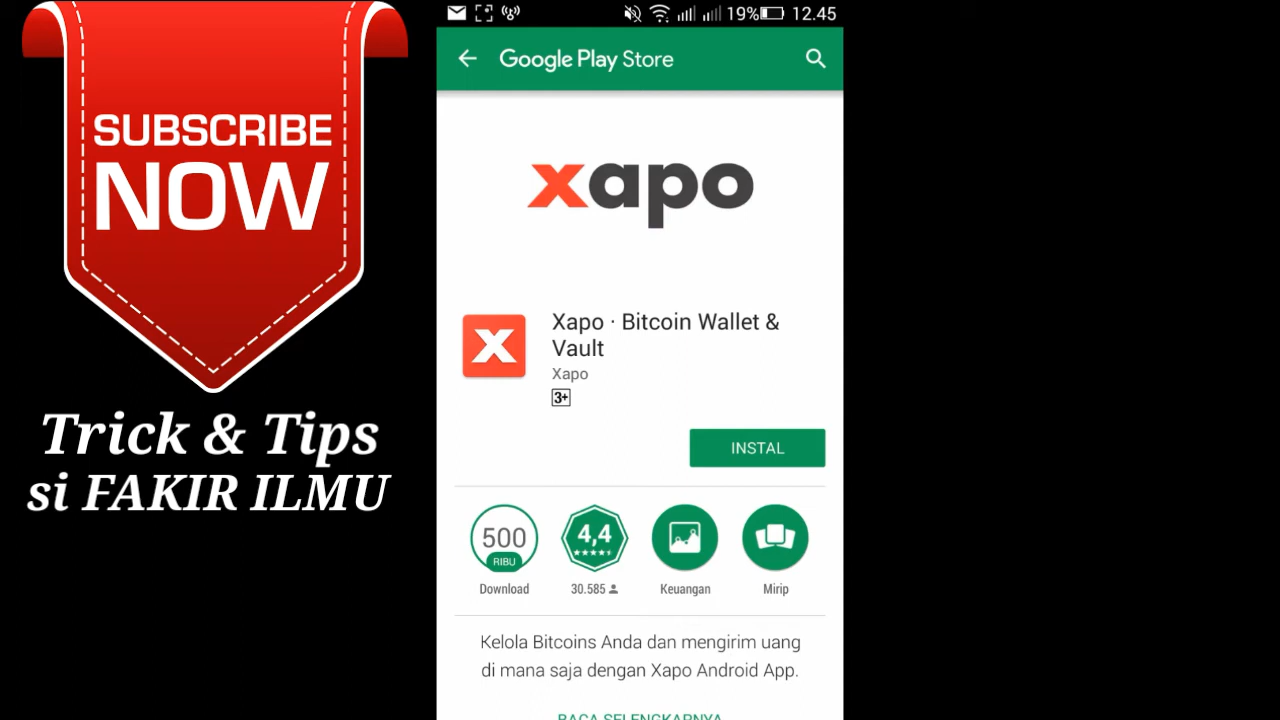 SUBSCRIBE
NOW
Trick & Tips
si FAKIR ILMU
19% 12.45
Google Play Store
xapo
X
Xapo · Bitcoin Wallet &
Vault
Xapo
3+
INSTAL
500
RIBU
4,4
Download
30.585
Keuangan
Mirip
Kelola Bitcoins Anda dan mengirim uang
di mana saja dengan Xapo Android App.
BACA SELENGKAPNYA